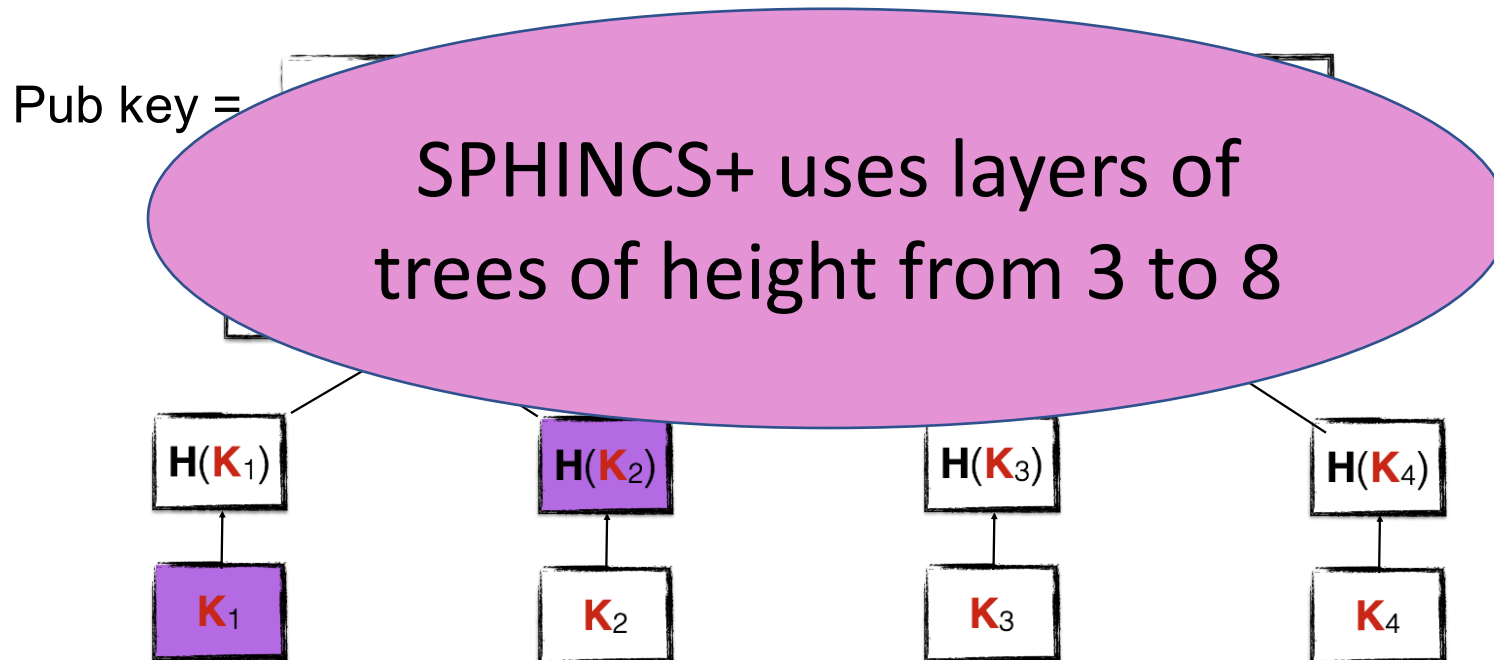 Pub key =
SPHINCS+ uses layers of
trees of height from 3 to 8
H(K1) H(K2) H(K3) H(K4)
K1 K2 K3 K4